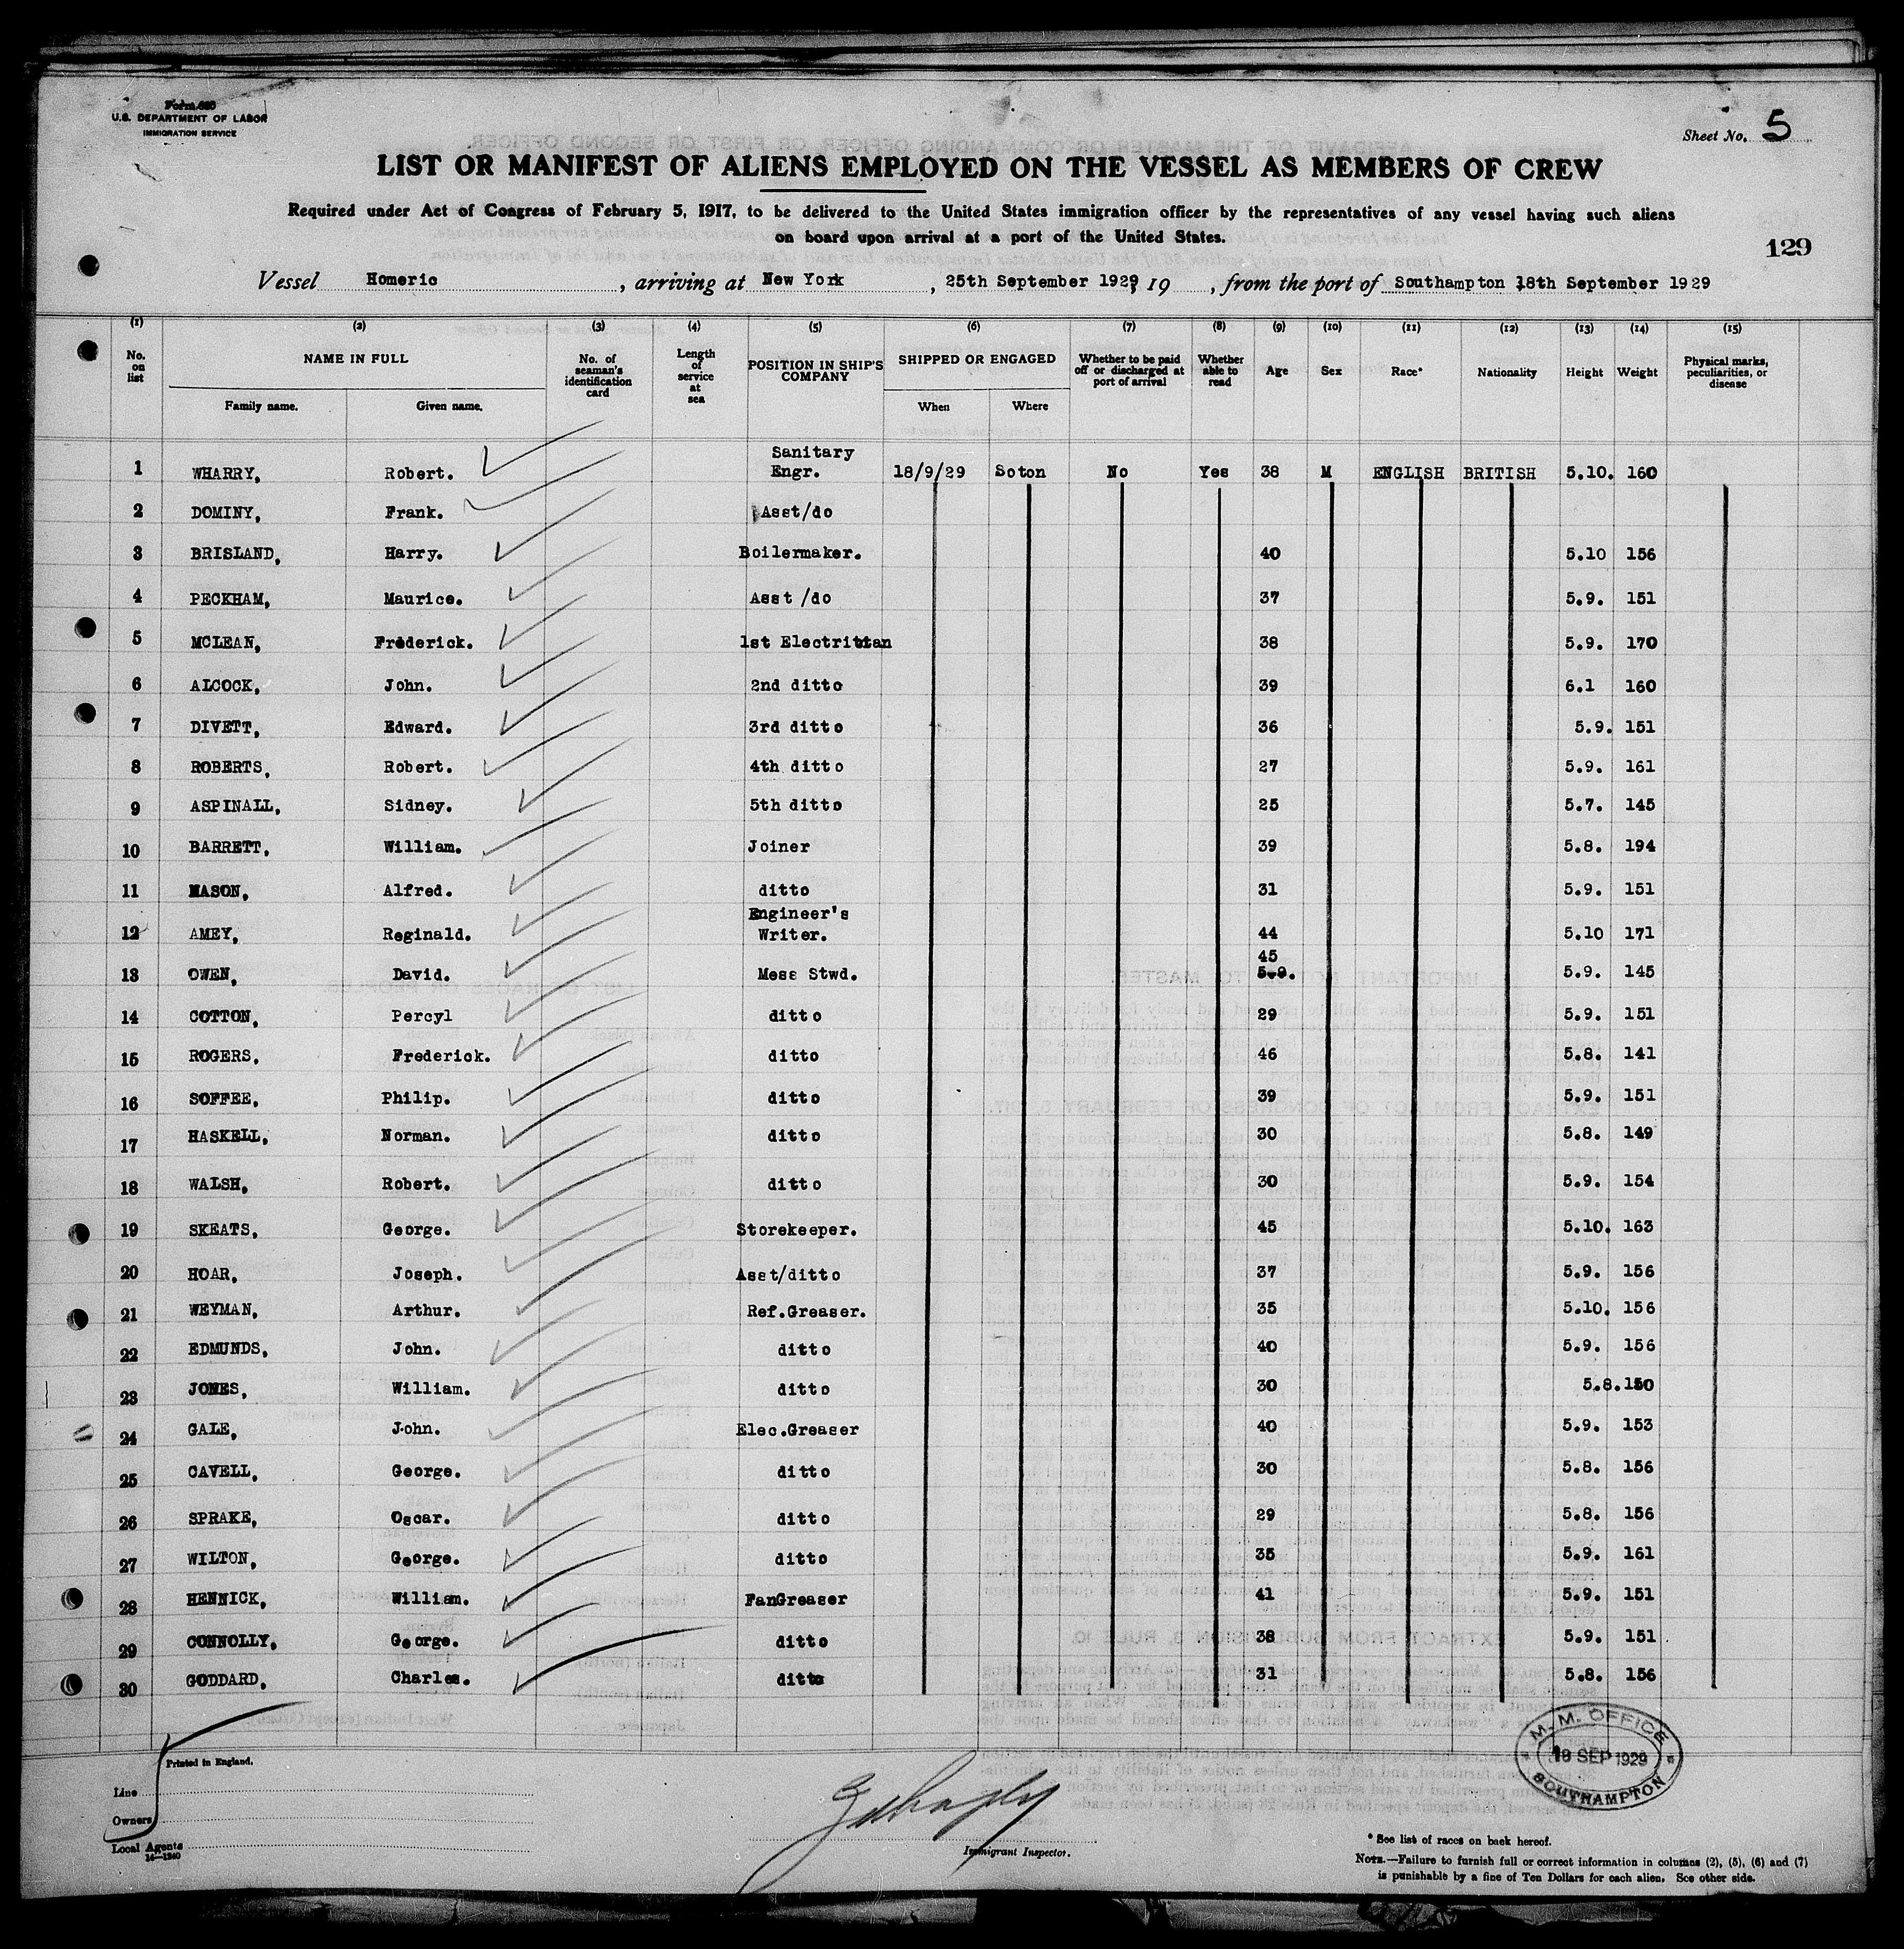 Form 680
U.S. DEPARTMENT OF LABOR
IMMIGRATION SERVICE
Sheet No. 5
LIST OR MANIFEST OF ALIENS EMPLOYED ON THE VESSEL AS MEMBERS OF CREW
Required under Act of Congress of February 5, 1917, to be delivered to the United States immigration officer by the representatives of any vessel having such aliens
on board upon arrival at a port of the United States.
129
Vessel Homeric, arriving at New York, 25th September 1929, 19 , from the port of Southampton 18th September 1929
(1) (2) (3) (4) (5) (6) (7) (8) (9) (10) (11) (12) (13) (14) (15)
No. on list NAME IN FULL Family name. Given name. No. of seaman's identification card Length of service at sea POSITION IN SHIP'S COMPANY SHIPPED OR ENGAGED When Where Whether to be paid off or discharged at port of arrival Whether able to read Age Sex Race* Nationality Height Weight Physical marks, peculiarities, or disease
1 WHARRY, Robert. Sanitary Engr. 18/9/29 Soton No Yes 38 M ENGLISH BRITISH 5.10. 160
2 DOMINY, Frank. Asst/do
3 BRISLAND, Harry. Boilermaker. 40 5.10 156
4 PECKHAM, Maurice. Asst /do 37 5.9. 151
5 MCLEAN, Frederick. 1st Electrittan 38 5.9. 170
6 ALCOCK, John. 2nd ditto 39 6.1 160
7 DIVETT, Edward. 3rd ditto 36 5.9. 151
8 ROBERTS, Robert. 4th ditto 27 5.9. 161
9 ASPINALL, Sidney. 5th ditto 25 5.7. 145
10 BARRETT, William. Joiner 39 5.8. 194
11 MASON, Alfred. ditto 31 5.9. 151
12 AMEY, Reginald. Engineer's Writer. 44 5.10 171
13 OWEN, David. Mess Stwd. 45 5.9. 5.9. 145
14 COTTON, Percyl ditto 29 5.9. 151
15 ROGERS, Frederick. ditto 46 5.8. 141
16 SOFFEE, Philip. ditto 39 5.9. 151
17 HASKELL, Norman. ditto 30 5.8. 149
18 WALSH, Robert. ditto 30 5.9. 154
19 SKEATS, George. Storekeeper. 45 5.10. 163
20 HOAR, Joseph. Asst/ditto 37 5.9. 156
21 WEYMAN, Arthur. Ref.Greaser. 35 5.10. 156
22 EDMUNDS, John. ditto 40 5.9. 156
23 JONES, William. ditto 30 5.8. 150
24 GALE, John. Elec.Greaser 40 5.9. 153
25 CAVELL, George. ditto 30 5.8. 156
26 SPRAKE, Oscar. ditto 29 5.8. 156
27 WILTON, George. ditto 35 5.9. 161
28 HENNICK, William. FanGreaser 41 5.9. 151
29 CONNOLLY, George. ditto 38 5.9. 151
30 GODDARD, Charles. ditto 31 5.8. 156
M.M. OFFICE
18 SEP 1929
SOUTHAMPTON
Printed in England.
Line
Owners
Local Agents
14—1240
Immigrant Inspector.
* See list of races on back hereof.
NOTE.—Failure to furnish full or correct information in columns (2), (5), (6) and (7)
is punishable by a fine of Ten Dollars for each alien. See other side.